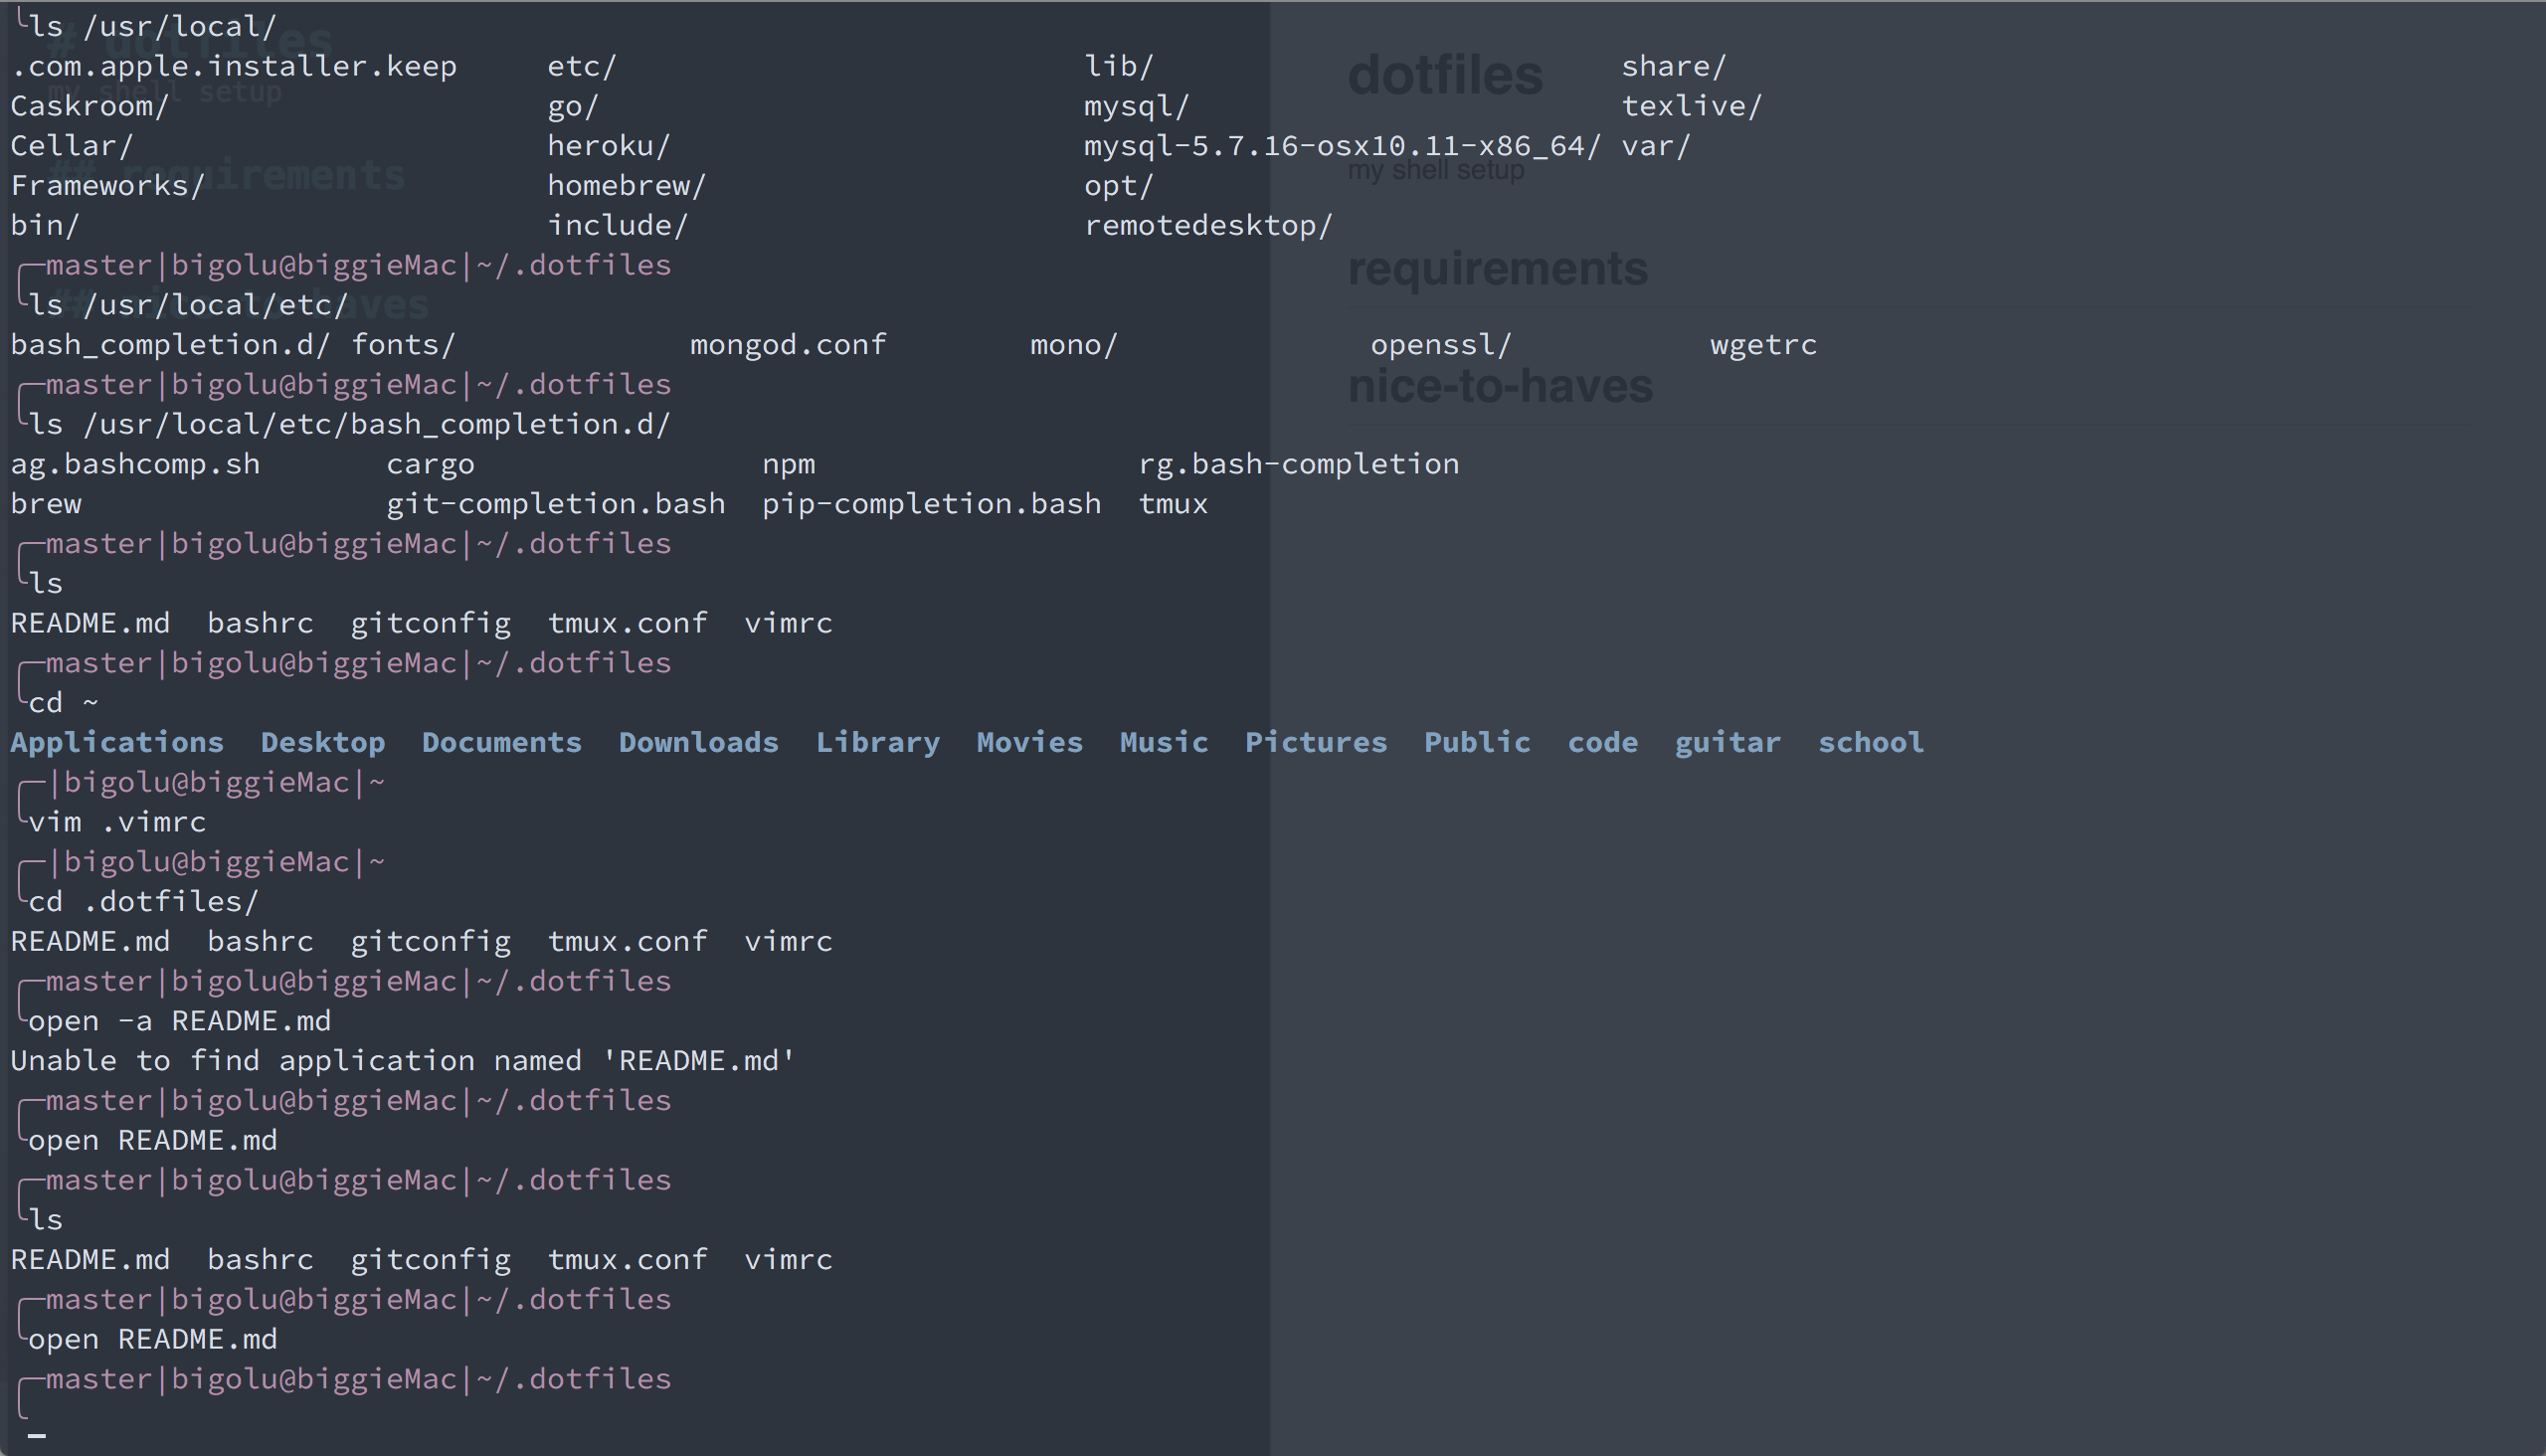 ls /usr/local/
.com.apple.installer.keep     etc/                          lib/                          share/
Caskroom/                     go/                           mysql/                        texlive/
Cellar/                       heroku/                       mysql-5.7.16-osx10.11-x86_64/ var/
Frameworks/                   homebrew/                     opt/
bin/                          include/                      remotedesktop/
master|bigolu@biggieMac|~/.dotfiles
ls /usr/local/etc/
bash_completion.d/ fonts/             mongod.conf        mono/              openssl/           wgetrc
master|bigolu@biggieMac|~/.dotfiles
ls /usr/local/etc/bash_completion.d/
ag.bashcomp.sh       cargo                npm                  rg.bash-completion
brew                 git-completion.bash  pip-completion.bash  tmux
master|bigolu@biggieMac|~/.dotfiles
ls
README.md  bashrc  gitconfig  tmux.conf  vimrc
master|bigolu@biggieMac|~/.dotfiles
cd ~
Applications  Desktop  Documents  Downloads  Library  Movies  Music  Pictures  Public  code  guitar  school
|bigolu@biggieMac|~
vim .vimrc
|bigolu@biggieMac|~
cd .dotfiles/
README.md  bashrc  gitconfig  tmux.conf  vimrc
master|bigolu@biggieMac|~/.dotfiles
open -a README.md
Unable to find application named 'README.md'
master|bigolu@biggieMac|~/.dotfiles
open README.md
master|bigolu@biggieMac|~/.dotfiles
ls
README.md  bashrc  gitconfig  tmux.conf  vimrc
master|bigolu@biggieMac|~/.dotfiles
open README.md
master|bigolu@biggieMac|~/.dotfiles
# dotfiles
my shell setup
## requirements
## nice-to-haves
dotfiles
my shell setup
requirements
nice-to-haves